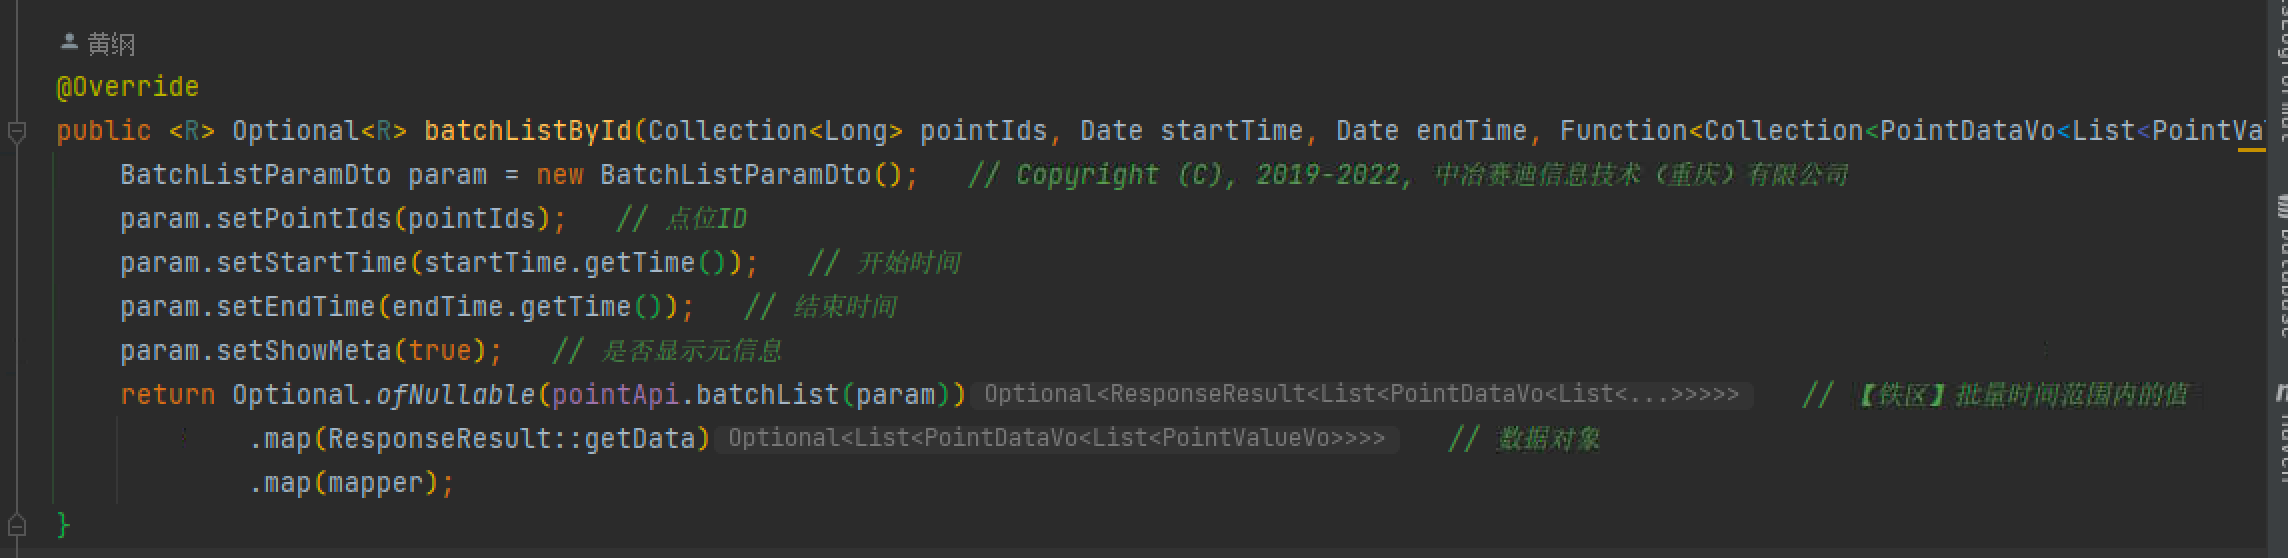 黄纲
@Override
public <R> Optional<R> batchListById(Collection<Long> pointIds, Date startTime, Date endTime, Function<Collection<PointDataVo<List<PointVa
BatchListParamDto param = new BatchListParamDto(); // Copyright (C), 2019-2022, 中冶赛迪信息技术（重庆）有限公司
param.setPointIds(pointIds); // 点位ID
param.setStartTime(startTime.getTime()); // 开始时间
param.setEndTime(endTime.getTime()); // 结束时间
param.setShowMeta(true); // 是否显示元信息
return Optional.ofNullable(pointApi.batchList(param)) Optional<ResponseResult<List<PointDataVo<List<...>>>>> // 【铁区】批量时间范围内的值
.map(ResponseResult::getData) Optional<List<PointDataVo<List<PointValueVo>>>> // 数据对象
.map(mapper);
}